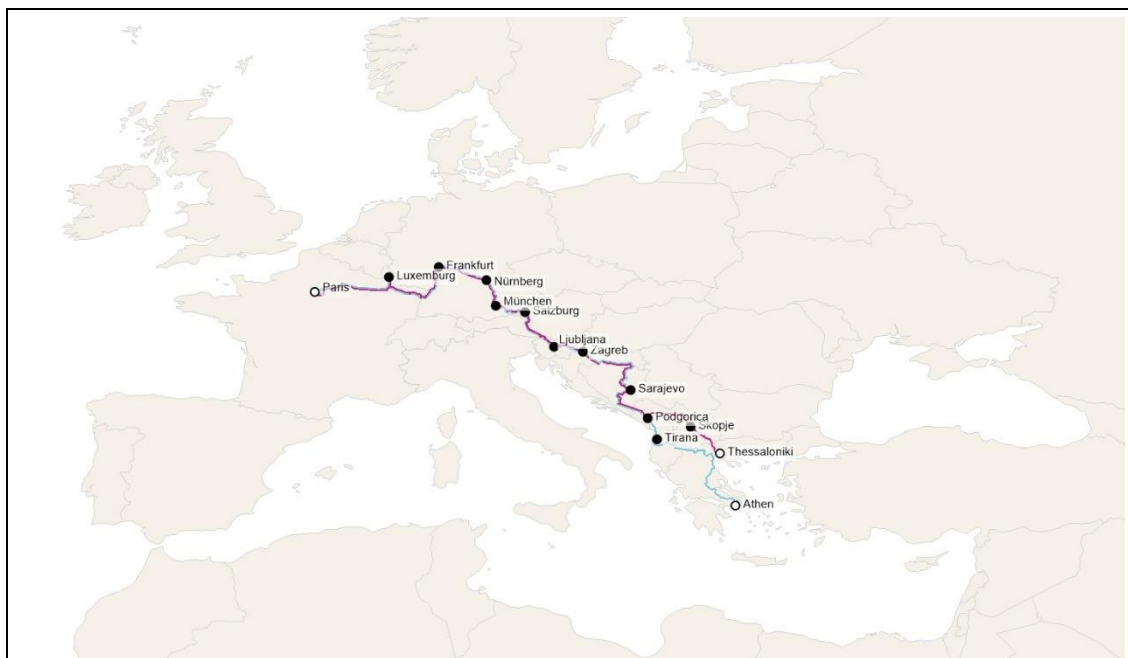 Frankfurt
Luxemburg
Nürnberg
Paris
München
Salzburg
Ljubljana
Zagreb
Sarajevo
Podgorica
Skopje
Tirana
Thessaloniki
Athen